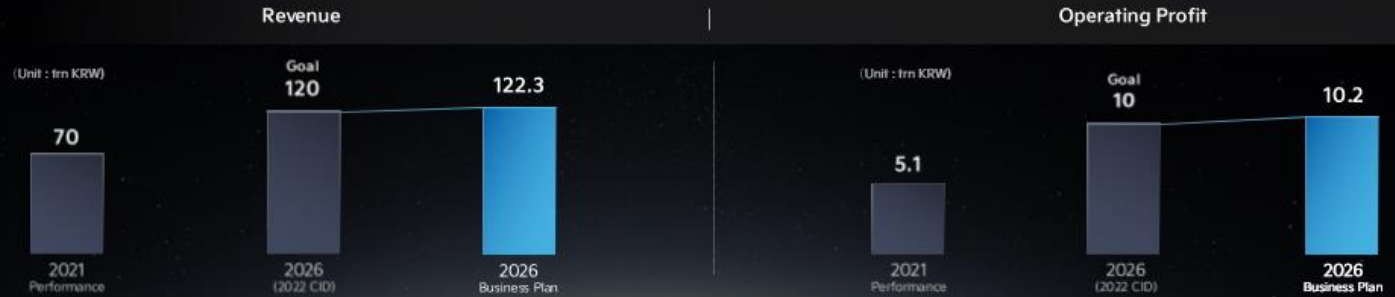 Revenue
|
Operating Profit
(Unit : trn KRW)
Goal
120
122.3
70
2021
Performance
2026
(2022 CID)
2026
Business Plan
(Unit : trn KRW)
Goal
10
10.2
5.1
2021
Performance
2026
(2022 CID)
2026
Business Plan